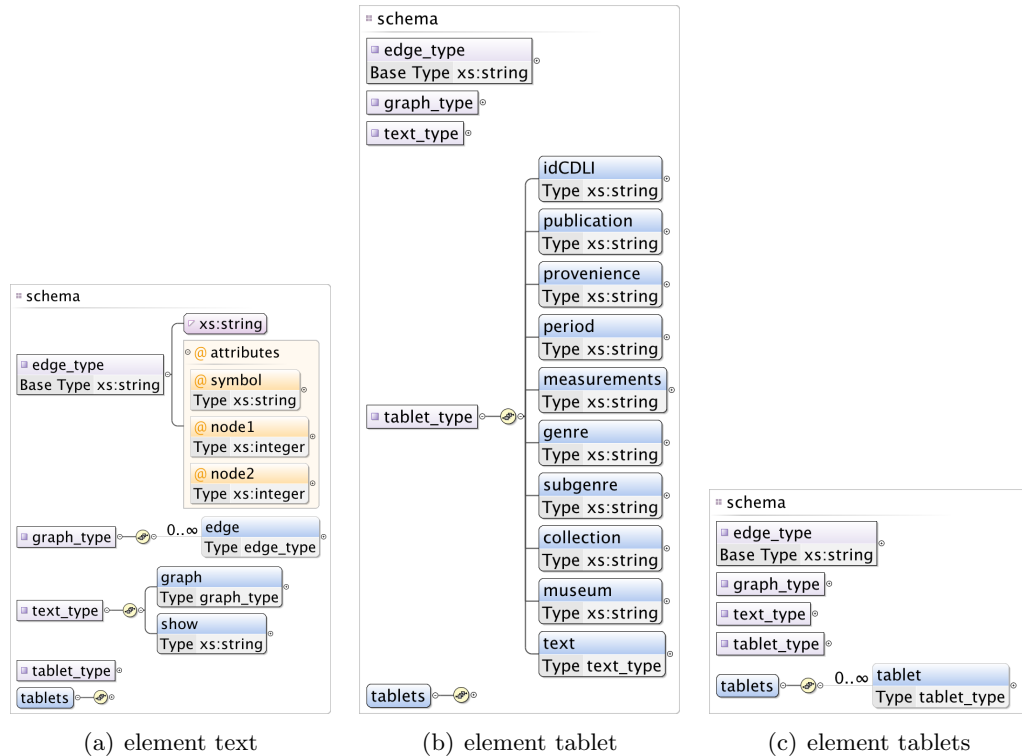 schema
edge_type
Base Type xs:string
xs:string
@ attributes
@ symbol
Type xs:string
@ node1
Type xs:integer
@ node2
Type xs:integer
graph_type
0..∞
edge
Type edge_type
text_type
graph
Type graph_type
show
Type xs:string
tablet_type
tablets
(a) element text
schema
edge_type
Base Type xs:string
graph_type
text_type
tablet_type
idCDLI
Type xs:string
publication
Type xs:string
provenience
Type xs:string
period
Type xs:string
measurements
Type xs:string
genre
Type xs:string
subgenre
Type xs:string
collection
Type xs:string
museum
Type xs:string
text
Type text_type
tablets
(b) element tablet
schema
edge_type
Base Type xs:string
graph_type
text_type
tablet_type
tablets
0..∞
tablet
Type tablet_type
(c) element tablets